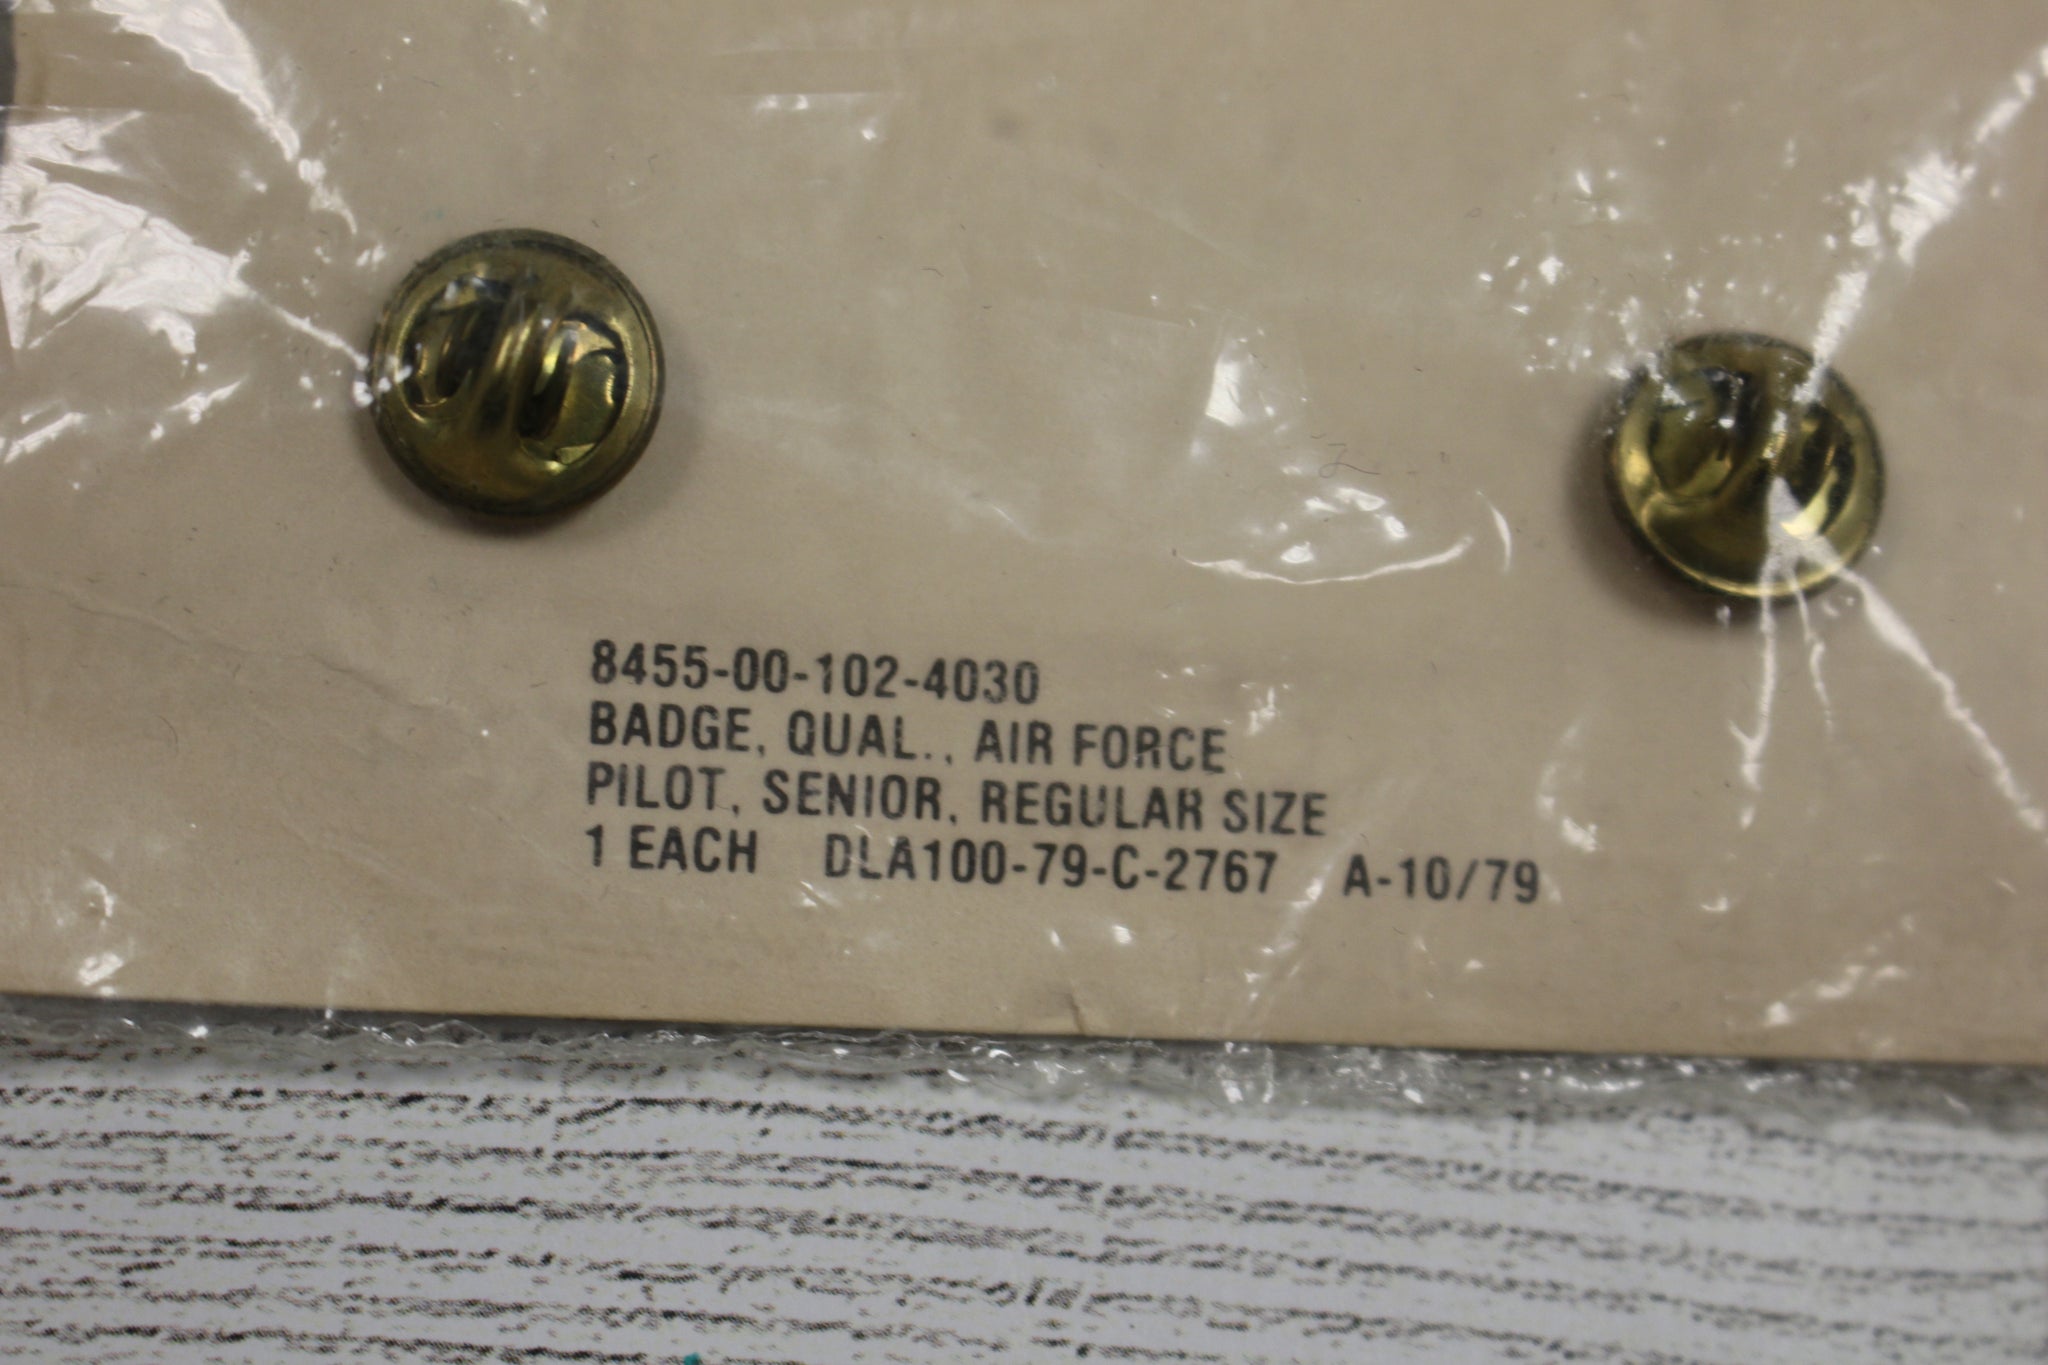 8455-00-102-4030
BADGE, QUAL., AIR FORCE
PILOT, SENIOR, REGULAR SIZE
1 EACH DLA100-79-C-2767 A-10/79